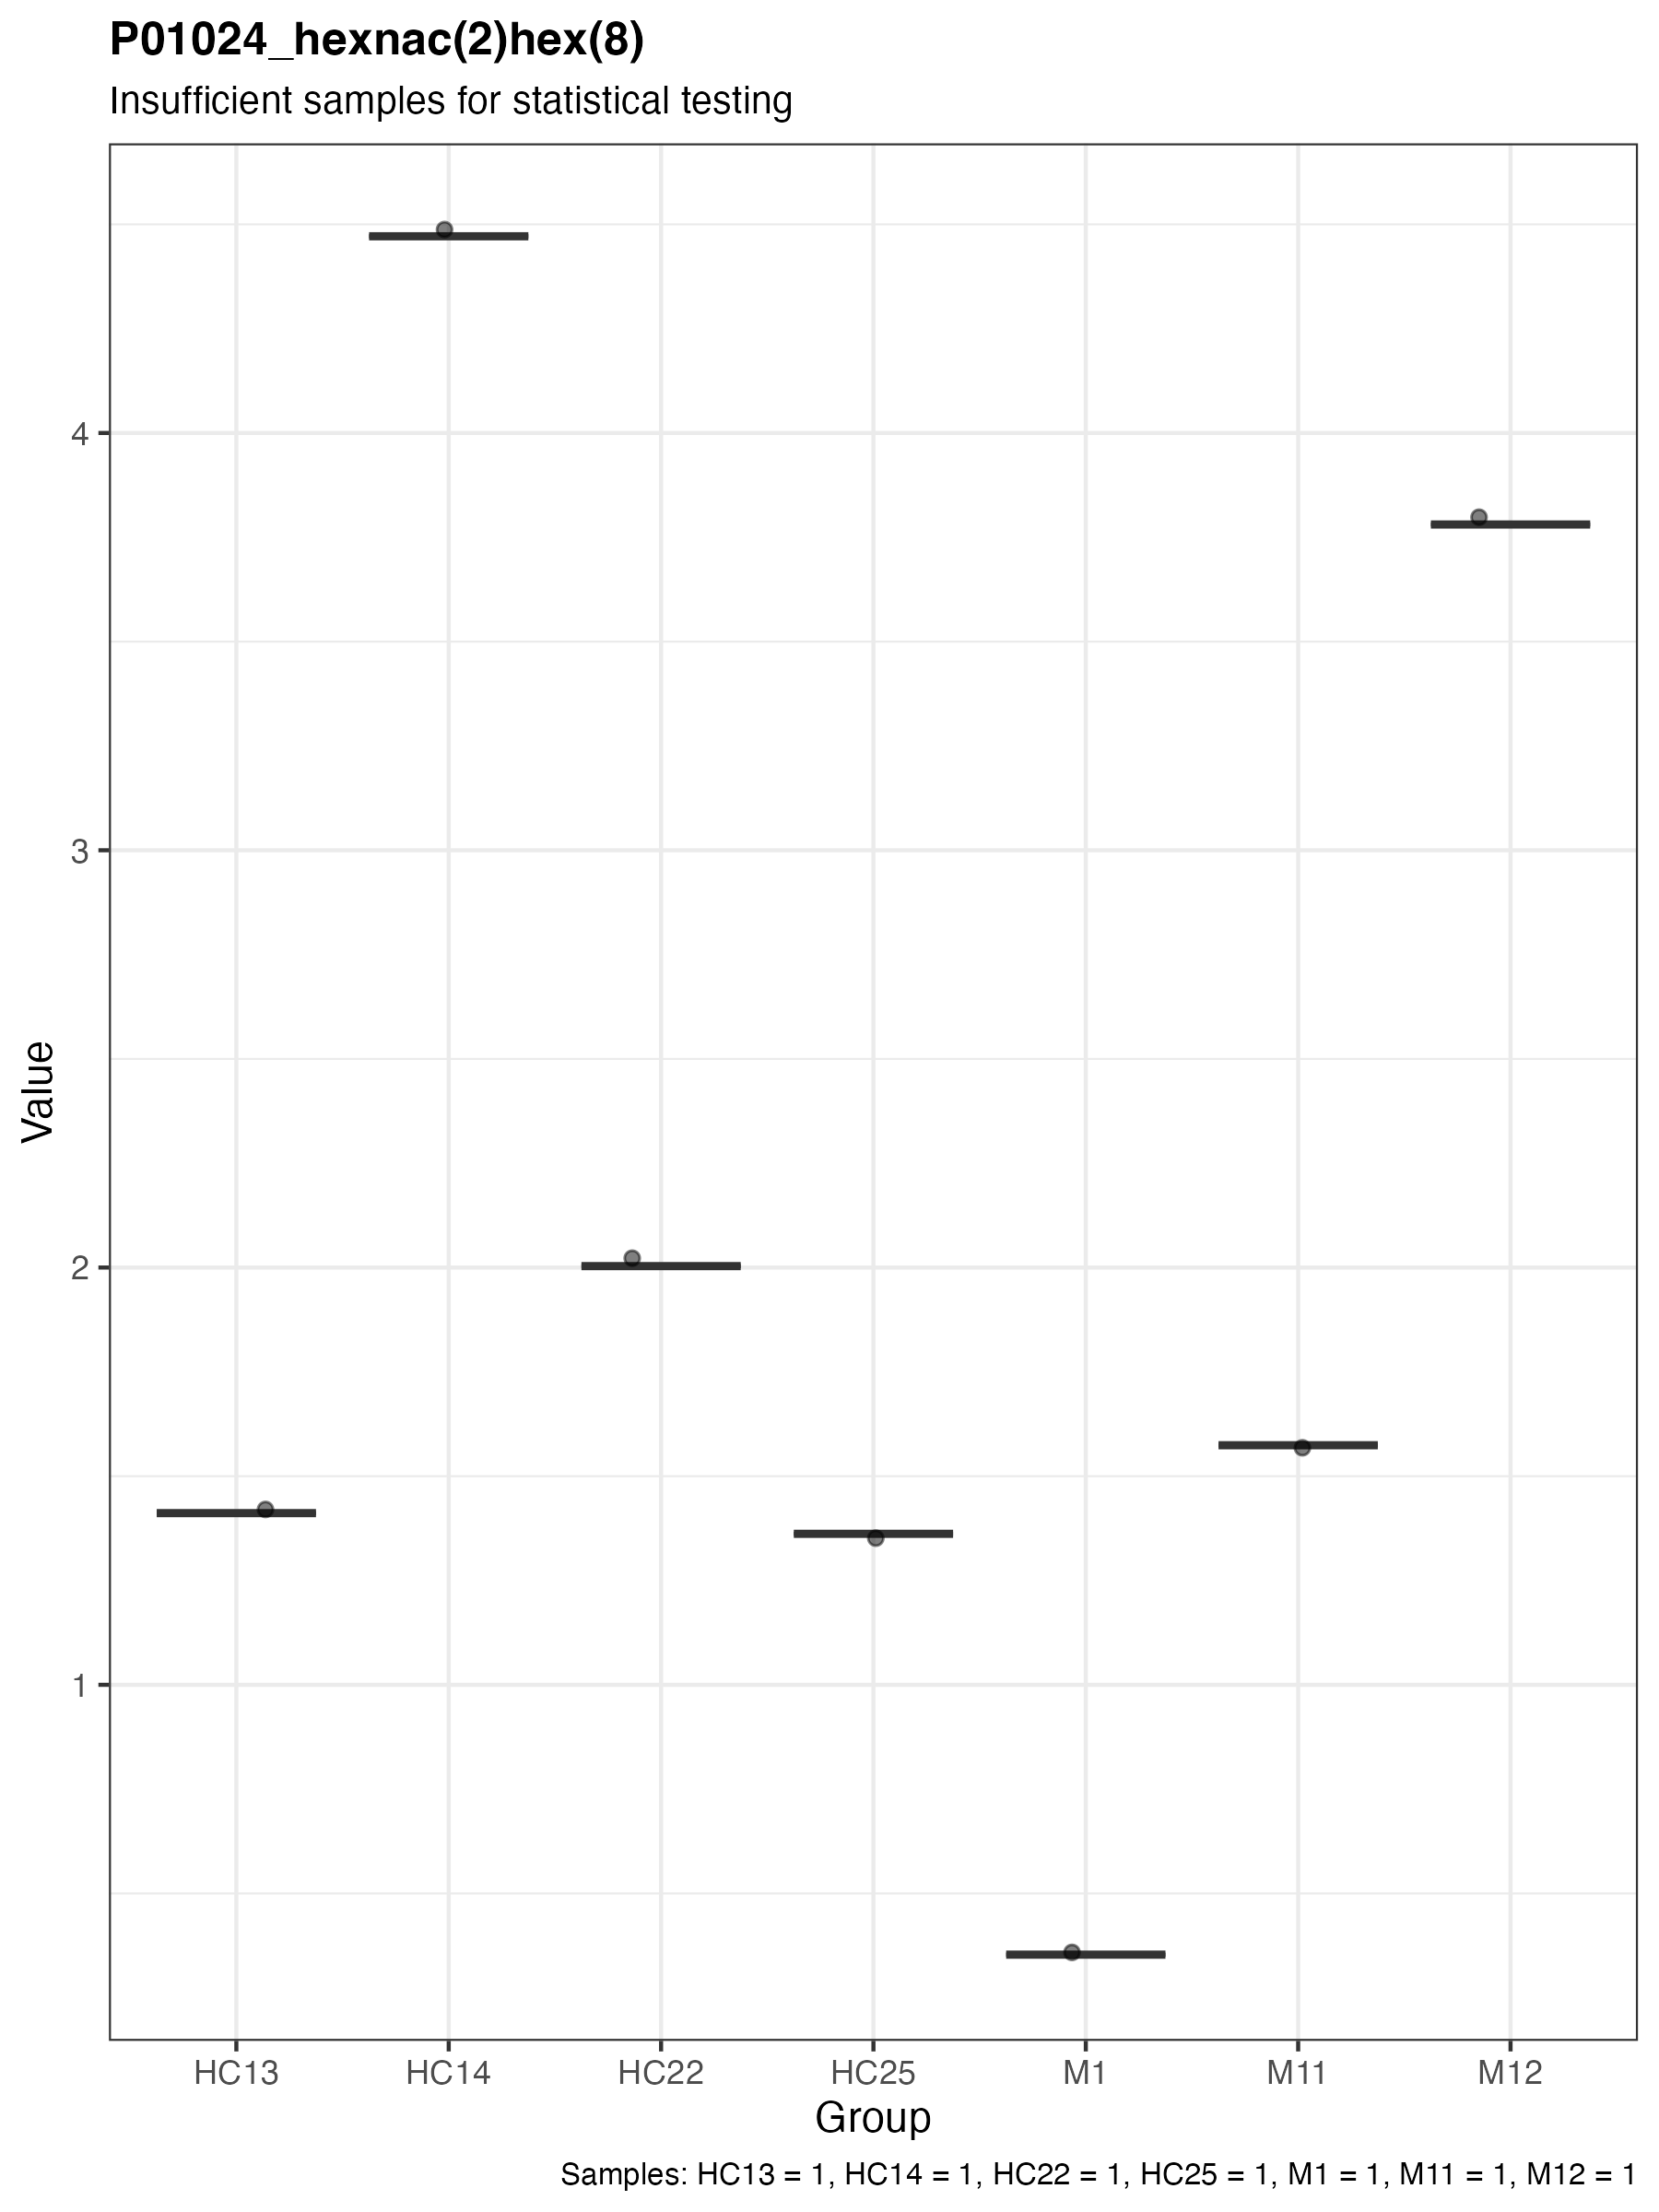 P01024_hexnac(2)hex(8)
Insufficient samples for statistical testing
4
3
2
1
Value
HC13 HC14 HC22 HC25 M1 M11 M12
Group
Samples: HC13 = 1, HC14 = 1, HC22 = 1, HC25 = 1, M1 = 1, M11 = 1, M12 = 1